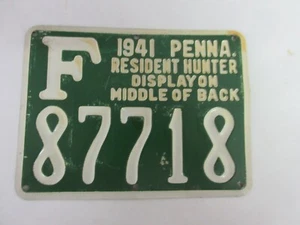 F 1941 PENNA.
RESIDENT HUNTER
DISPLAY ON
MIDDLE OF BACK
87718